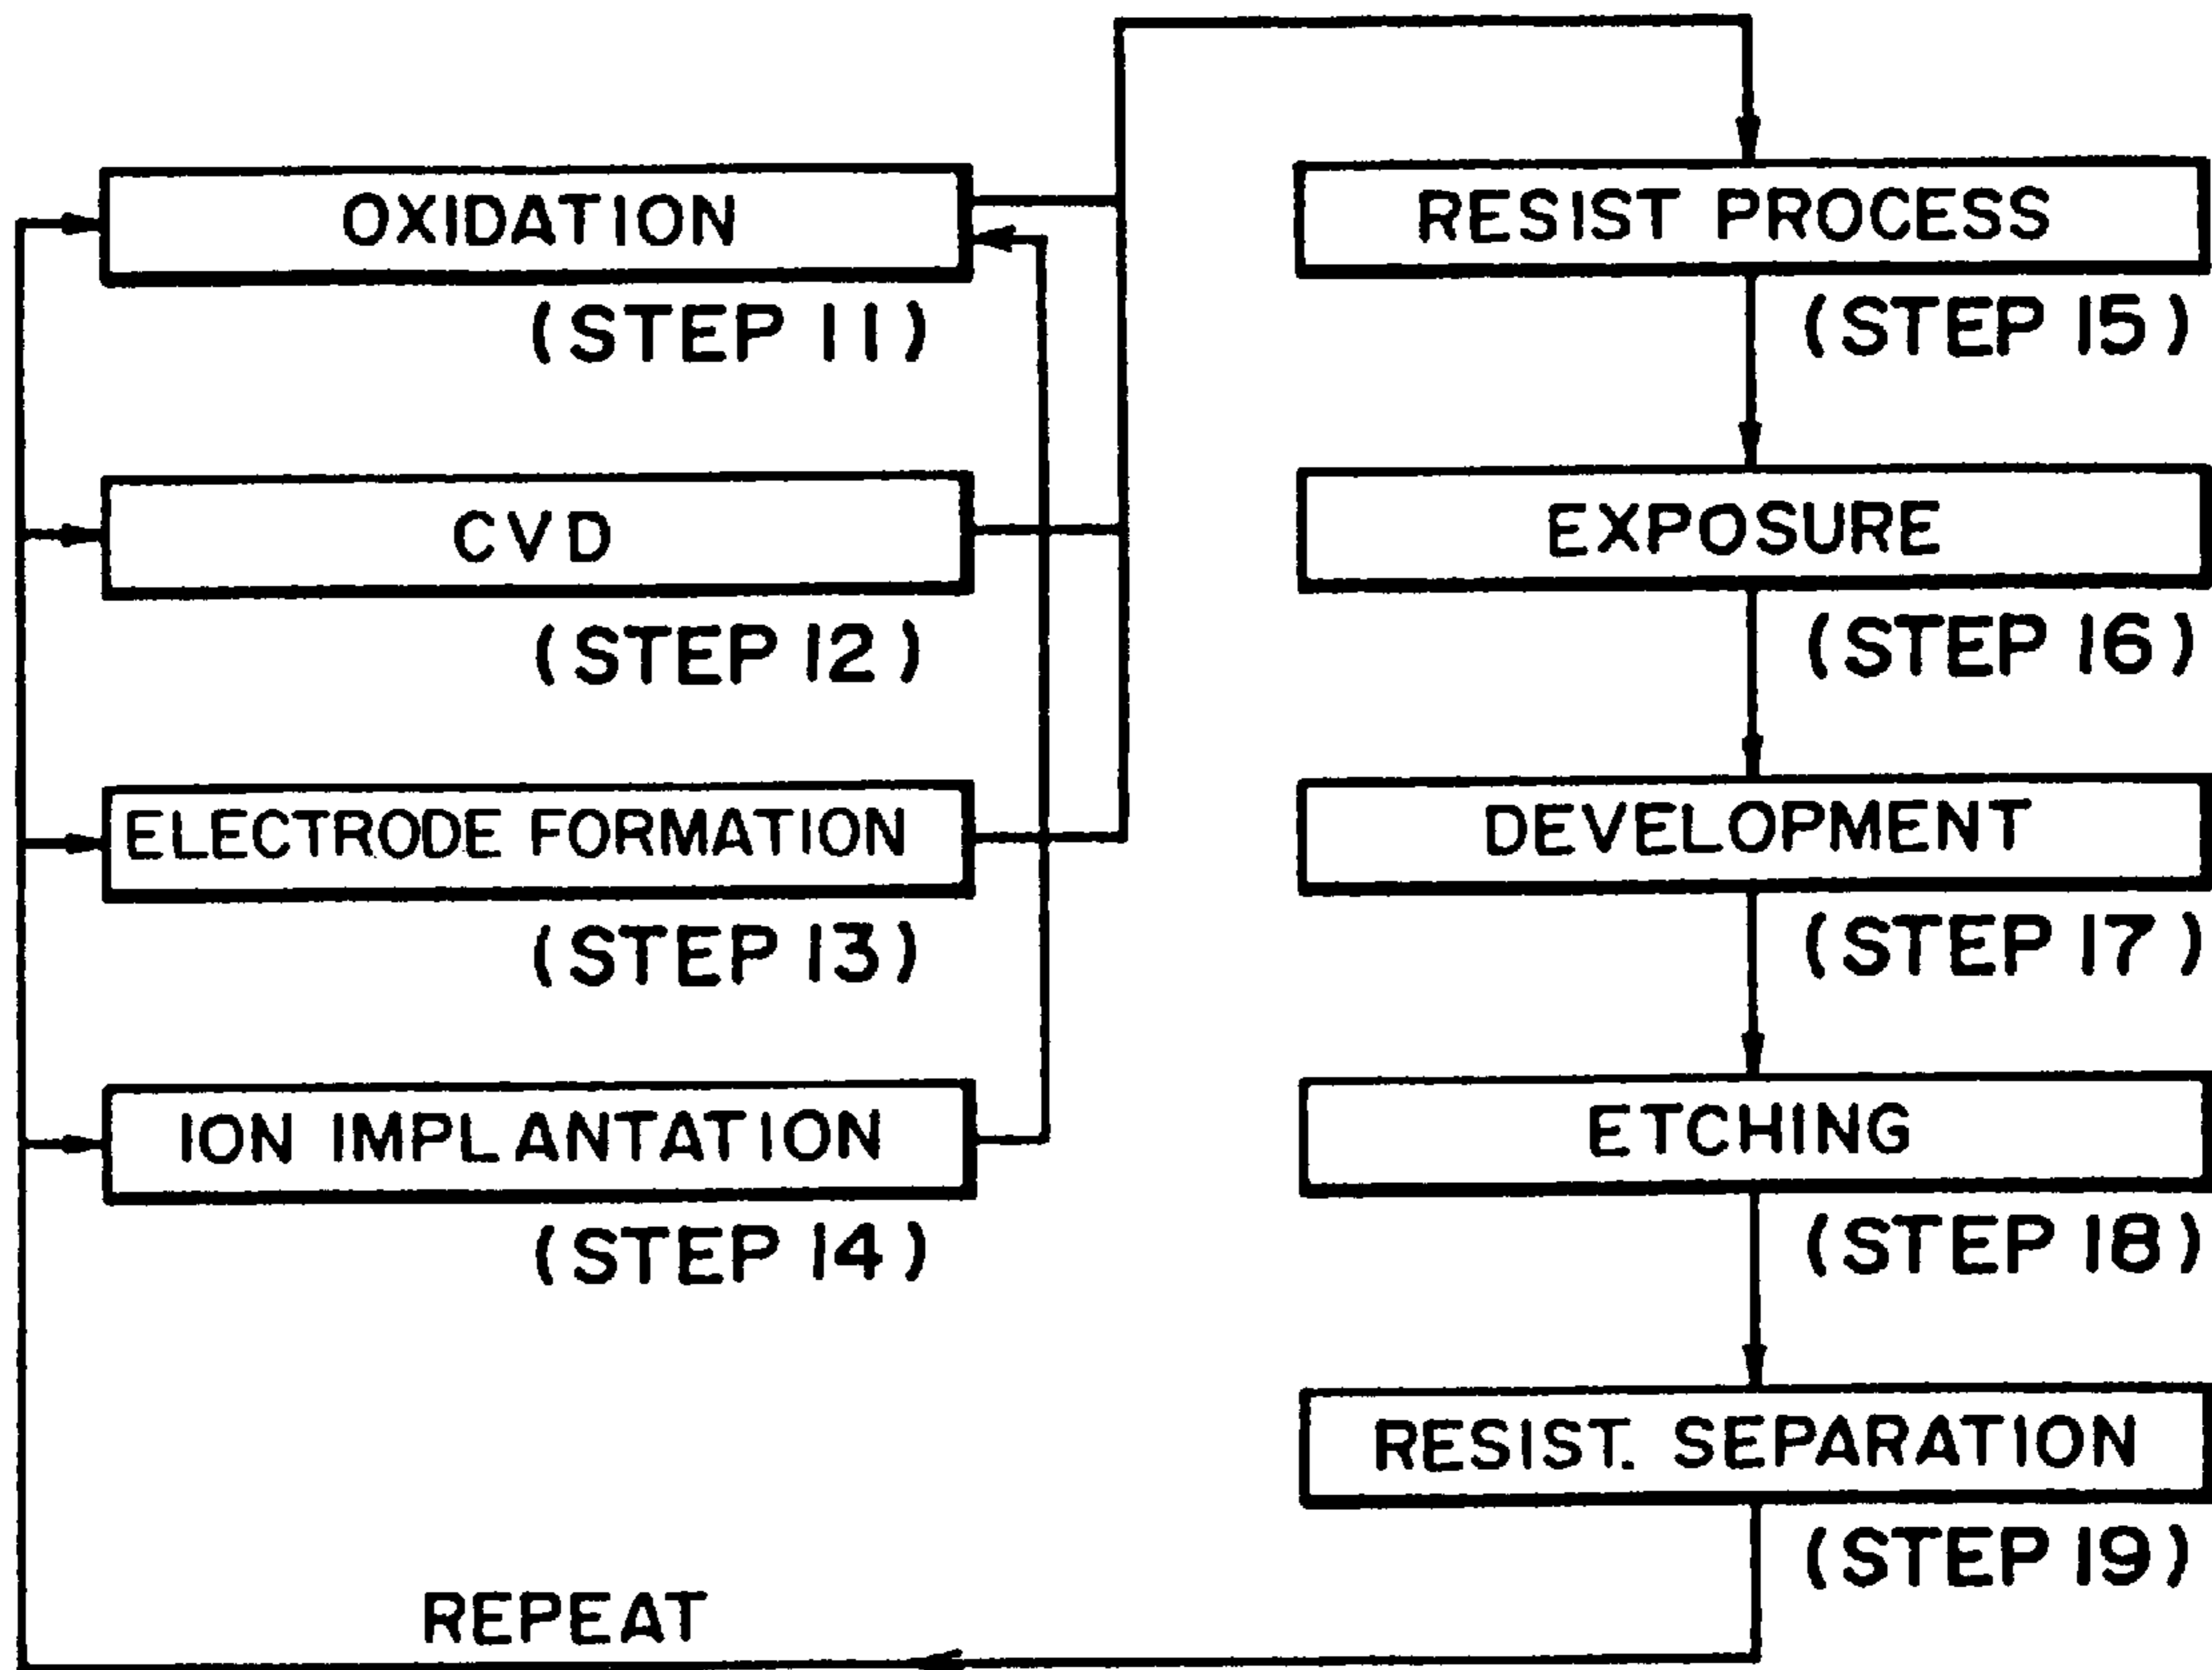 OXIDATION
(STEP 11)
CVD
(STEP 12)
ELECTRODE FORMATION
(STEP 13)
ION IMPLANTATION
(STEP 14)
RESIST PROCESS
(STEP 15)
EXPOSURE
(STEP 16)
DEVELOPMENT
(STEP 17)
ETCHING
(STEP 18)
RESIST. SEPARATION
(STEP 19)
REPEAT